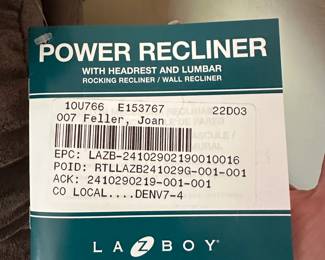 POWER RECLINER
WITH HEADREST AND LUMBAR
ROCKING RECLINER / WALL RECLINER
10U766 E153767 22D03
007 Feller, Joan
EPC: LAZB-24102902190010016
POID: RTLLAZB241029G-001-001
ACK: 2410290219-001-001
CO LOCAL....DENV7-4
LA Z BOY®